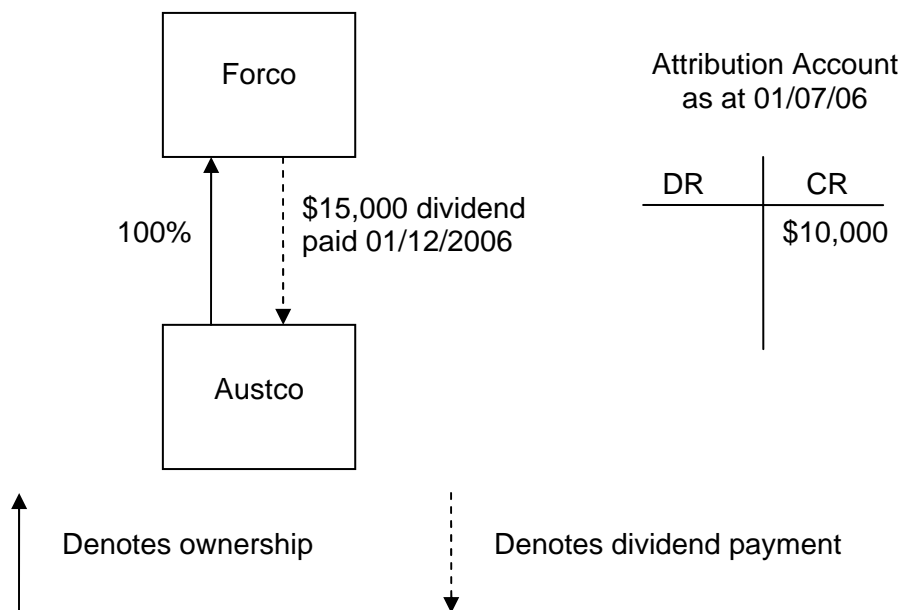 Forco
Attribution Account
as at 01/07/06
DR CR
$10,000
100%
$15,000 dividend
paid 01/12/2006
Austco
Denotes ownership
Denotes dividend payment